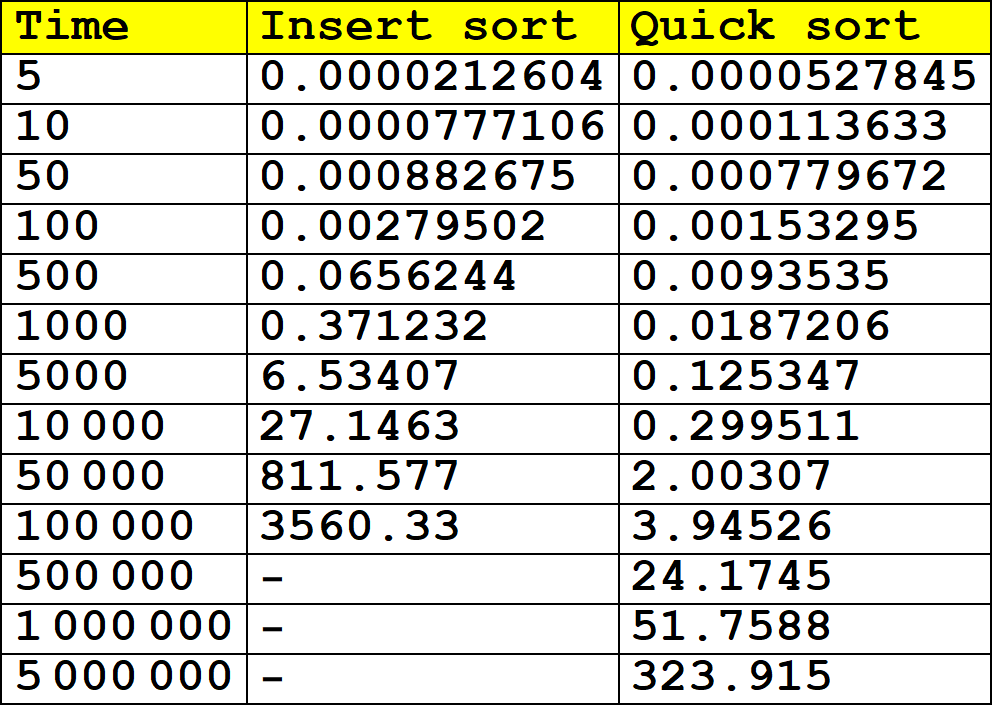 Time Insert sort Quick sort
5 0.0000212604 0.0000527845
10 0.0000777106 0.000113633
50 0.000882675 0.000779672
100 0.00279502 0.00153295
500 0.0656244 0.0093535
1000 0.371232 0.0187206
5000 6.53407 0.125347
10 000 27.1463 0.299511
50 000 811.577 2.00307
100 000 3560.33 3.94526
500 000 - 24.1745
1 000 000 - 51.7588
5 000 000 - 323.915